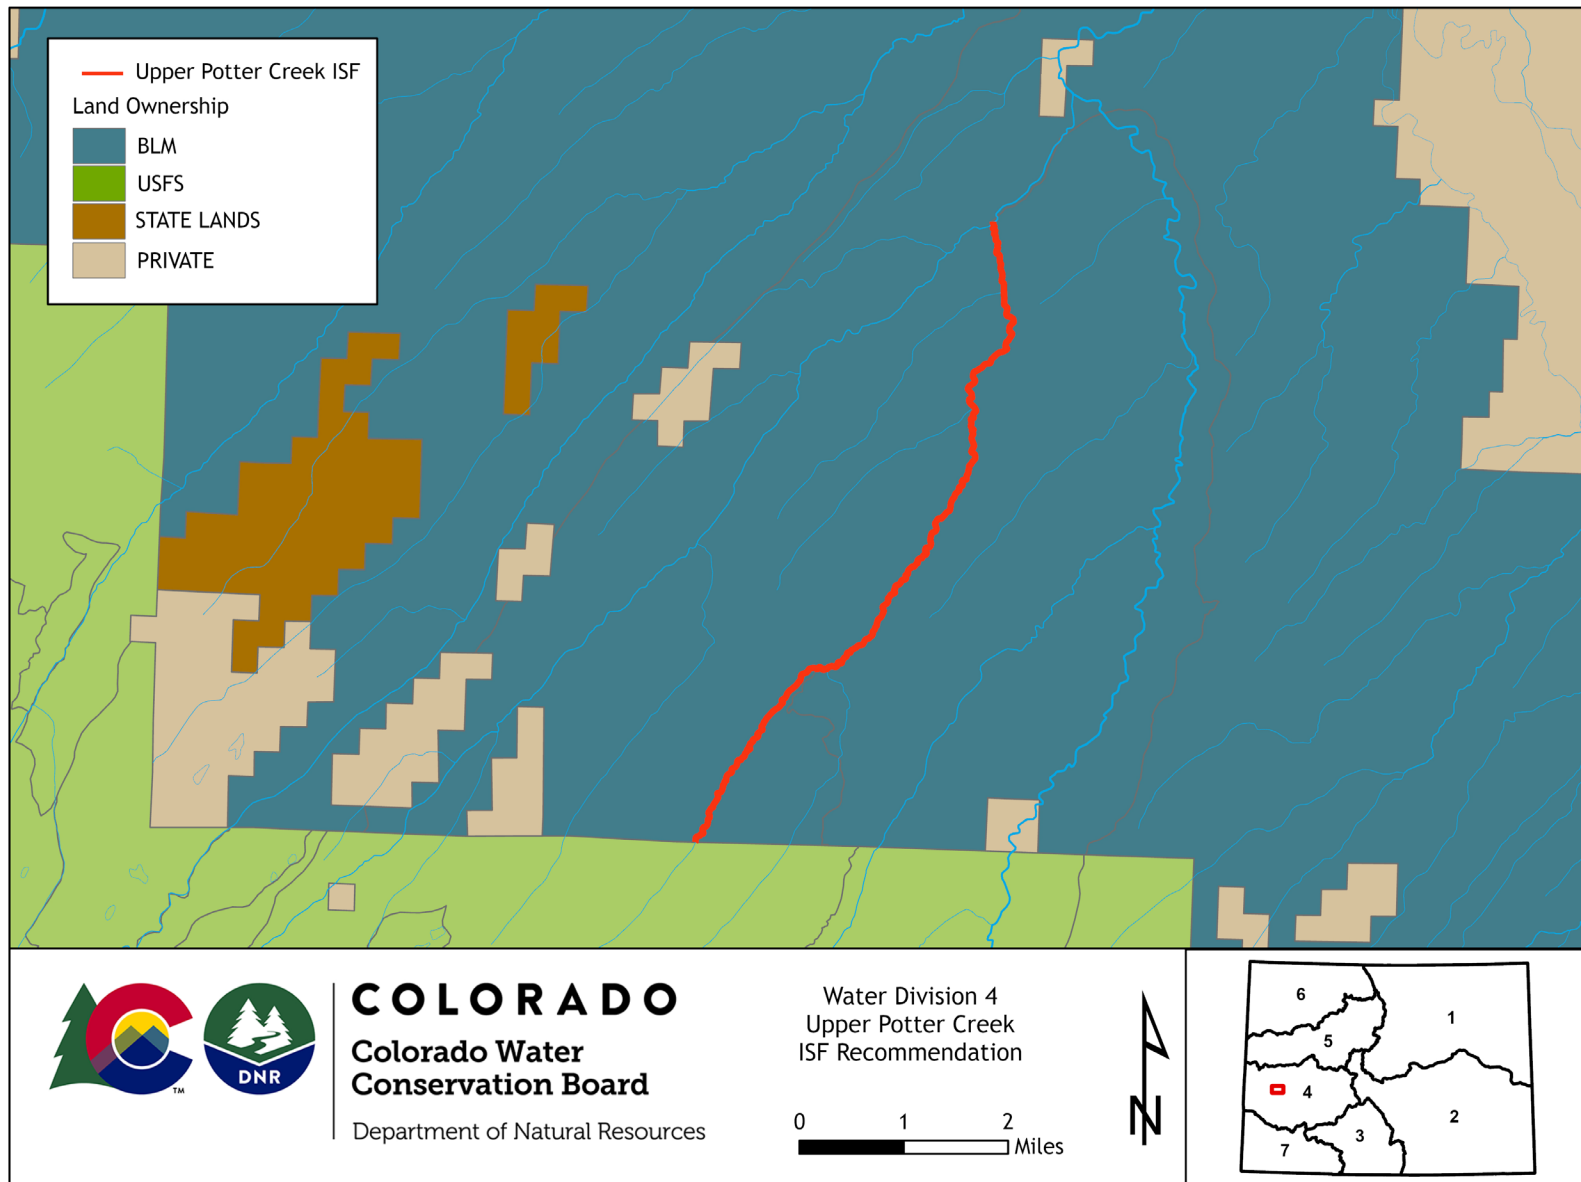 Upper Potter Creek ISF
Land Ownership
BLM
USFS
STATE LANDS
PRIVATE
COLORADO
Colorado Water
Conservation Board
Department of Natural Resources
DNR
TM
Water Division 4
Upper Potter Creek
ISF Recommendation
0 1 2
Miles
N
6
1
5
4
2
3
7